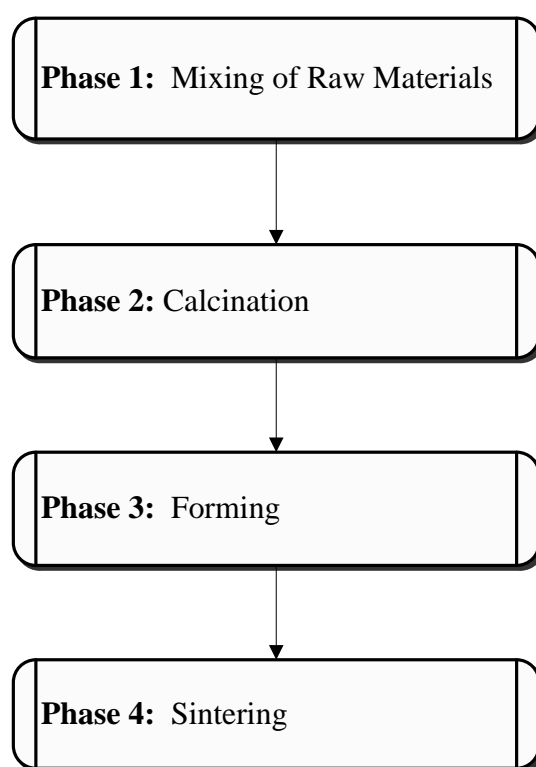 Phase 1: Mixing of Raw Materials
Phase 2: Calcination
Phase 3: Forming
Phase 4: Sintering